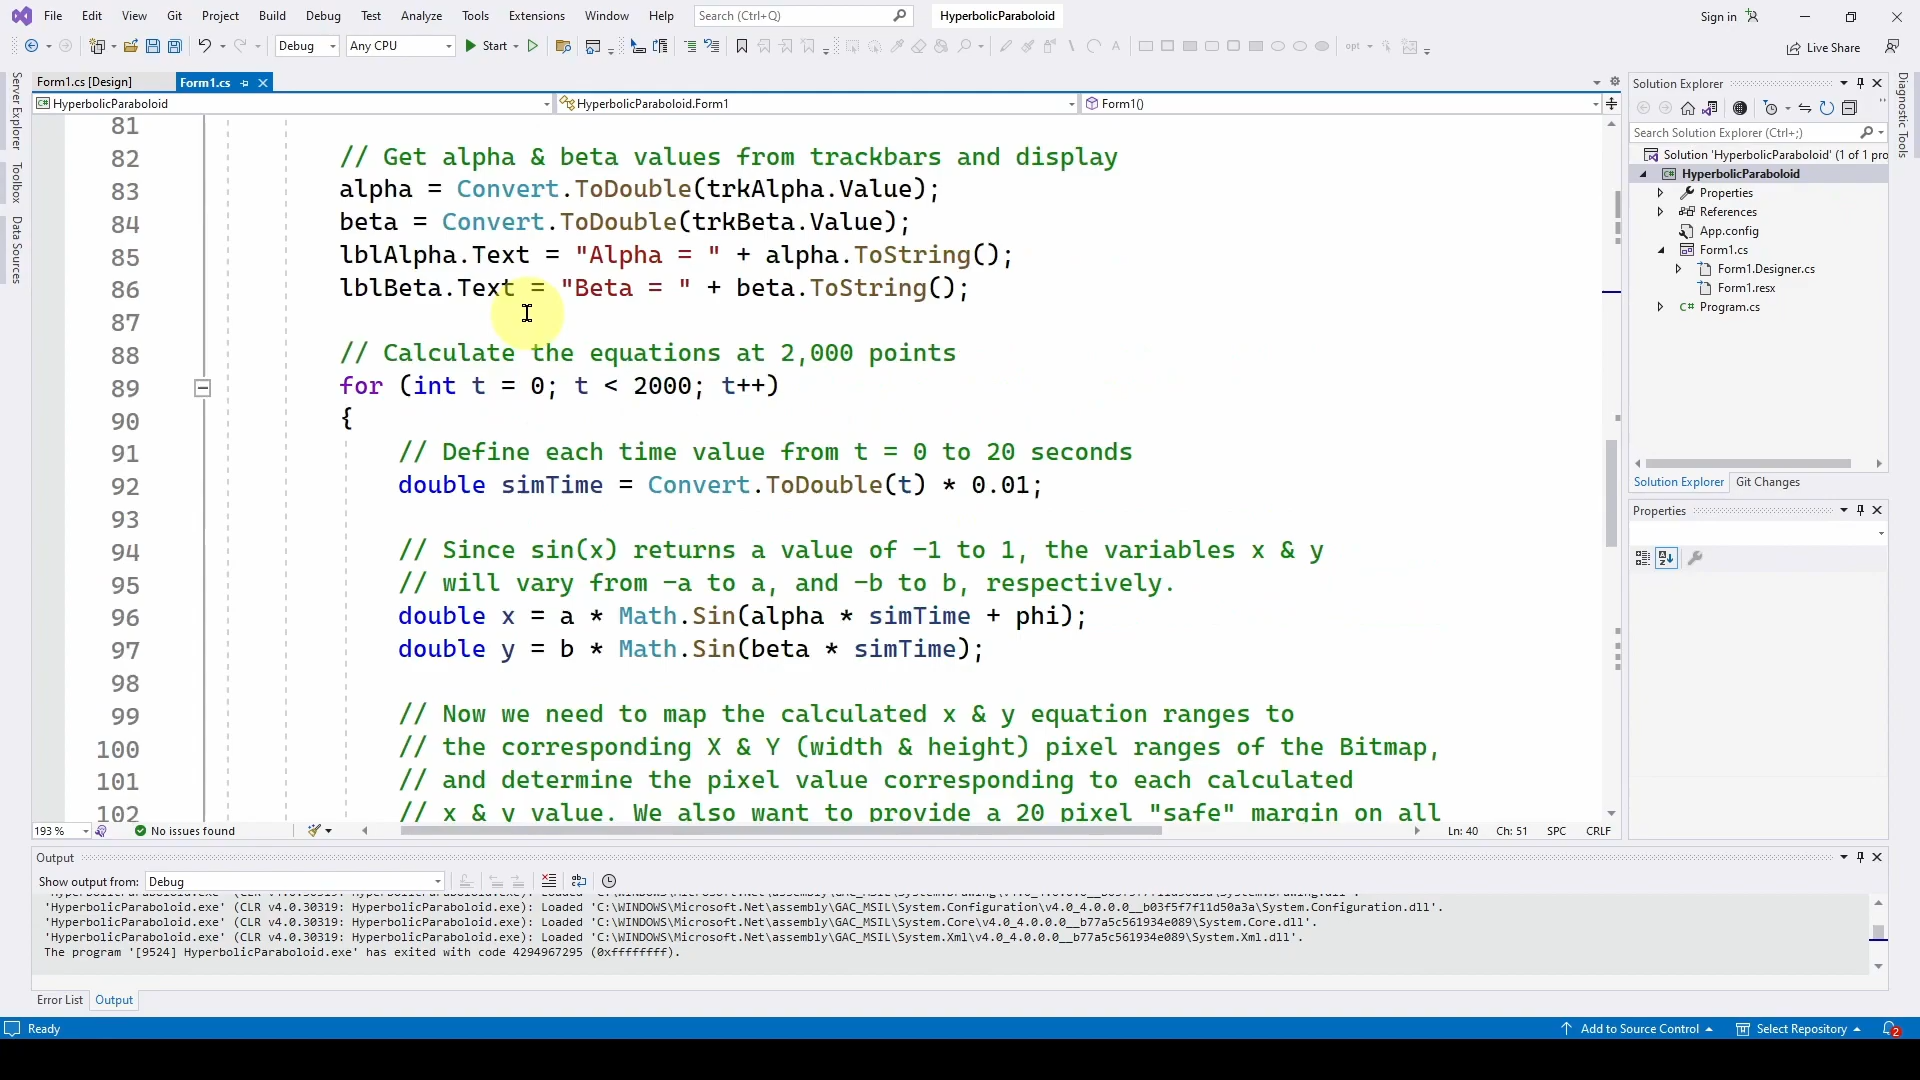 File Edit View Git Project Build Debug Test Analyze Tools Extensions Window Help Search (Ctrl+Q) HyperbolicParaboloid Sign in
Debug Any CPU Start opt Live Share
Form1.cs [Design] Form1.cs
HyperbolicParaboloid HyperbolicParaboloid.Form1 Form1()
Server Explorer
Toolbox
Data Sources
81
82 // Get alpha & beta values from trackbars and display
83 alpha = Convert.ToDouble(trkAlpha.Value);
84 beta = Convert.ToDouble(trkBeta.Value);
85 lblAlpha.Text = "Alpha = " + alpha.ToString();
86 lblBeta.Text = "Beta = " + beta.ToString();
87
88 // Calculate the equations at 2,000 points
89 for (int t = 0; t < 2000; t++)
90 {
91 // Define each time value from t = 0 to 20 seconds
92 double simTime = Convert.ToDouble(t) * 0.01;
93
94 // Since sin(x) returns a value of -1 to 1, the variables x & y
95 // will vary from -a to a, and -b to b, respectively.
96 double x = a * Math.Sin(alpha * simTime + phi);
97 double y = b * Math.Sin(beta * simTime);
98
99 // Now we need to map the calculated x & y equation ranges to
100 // the corresponding X & Y (width & height) pixel ranges of the Bitmap,
101 // and determine the pixel value corresponding to each calculated
102 // x & y value. We also want to provide a 20 pixel "safe" margin on all
193 % No issues found Ln: 40 Ch: 51 SPC CRLF
Solution Explorer
Search Solution Explorer (Ctrl+;)
Solution 'HyperbolicParaboloid' (1 of 1 pro
HyperbolicParaboloid
Properties
References
App.config
Form1.cs
Form1.Designer.cs
Form1.resx
Program.cs
Solution Explorer Git Changes
Properties
Diagnostic Tools
Output
Show output from: Debug
'HyperbolicParaboloid.exe' (CLR v4.0.30319: HyperbolicParaboloid.exe): Loaded 'C:\WINDOWS\Microsoft.Net\assembly\GAC_MSIL\System.Configuration\v4.0_4.0.0.0__b03f5f7f11d50a3a\System.Configuration.dll'.
'HyperbolicParaboloid.exe' (CLR v4.0.30319: HyperbolicParaboloid.exe): Loaded 'C:\WINDOWS\Microsoft.Net\assembly\GAC_MSIL\System.Core\v4.0_4.0.0.0__b77a5c561934e089\System.Core.dll'.
'HyperbolicParaboloid.exe' (CLR v4.0.30319: HyperbolicParaboloid.exe): Loaded 'C:\WINDOWS\Microsoft.Net\assembly\GAC_MSIL\System.Xml\v4.0_4.0.0.0__b77a5c561934e089\System.Xml.dll'.
The program '[9524] HyperbolicParaboloid.exe' has exited with code 4294967295 (0xffffffff).
Error List Output
Ready Add to Source Control Select Repository 2